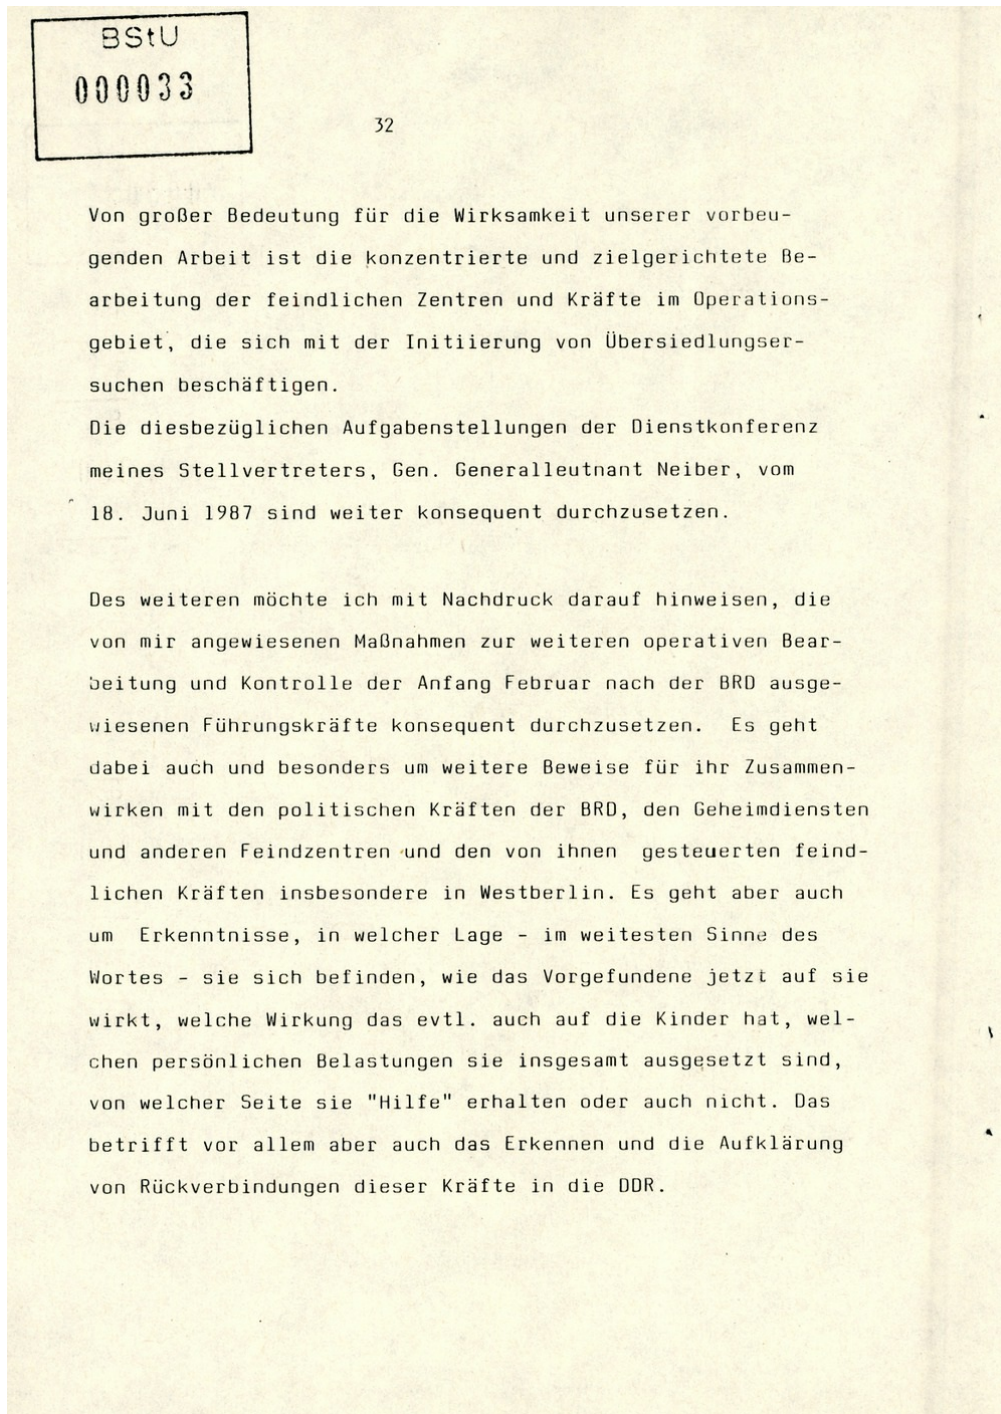 BStU
000033
32
Von großer Bedeutung für die Wirksamkeit unserer vorbeu-
genden Arbeit ist die konzentrierte und zielgerichtete Be-
arbeitung der feindlichen Zentren und Kräfte im Operations-
gebiet, die sich mit der Initiierung von Übersiedlungser-
suchen beschäftigen.
Die diesbezüglichen Aufgabenstellungen der Dienstkonferenz
meines Stellvertreters, Gen. Generalleutnant Neiber, vom
18. Juni 1987 sind weiter konsequent durchzusetzen.
Des weiteren möchte ich mit Nachdruck darauf hinweisen, die
von mir angewiesenen Maßnahmen zur weiteren operativen Bear-
beitung und Kontrolle der Anfang Februar nach der BRD ausge-
wiesenen Führungskräfte konsequent durchzusetzen. Es geht
dabei auch und besonders um weitere Beweise für ihr Zusammen-
wirken mit den politischen Kräften der BRD, den Geheimdiensten
und anderen Feindzentren und den von ihnen gesteuerten feind-
lichen Kräften insbesondere in Westberlin. Es geht aber auch
um Erkenntnisse, in welcher Lage - im weitesten Sinne des
Wortes - sie sich befinden, wie das Vorgefundene jetzt auf sie
wirkt, welche Wirkung das evtl. auch auf die Kinder hat, wel-
chen persönlichen Belastungen sie insgesamt ausgesetzt sind,
von welcher Seite sie "Hilfe" erhalten oder auch nicht. Das
betrifft vor allem aber auch das Erkennen und die Aufklärung
von Rückverbindungen dieser Kräfte in die DDR.